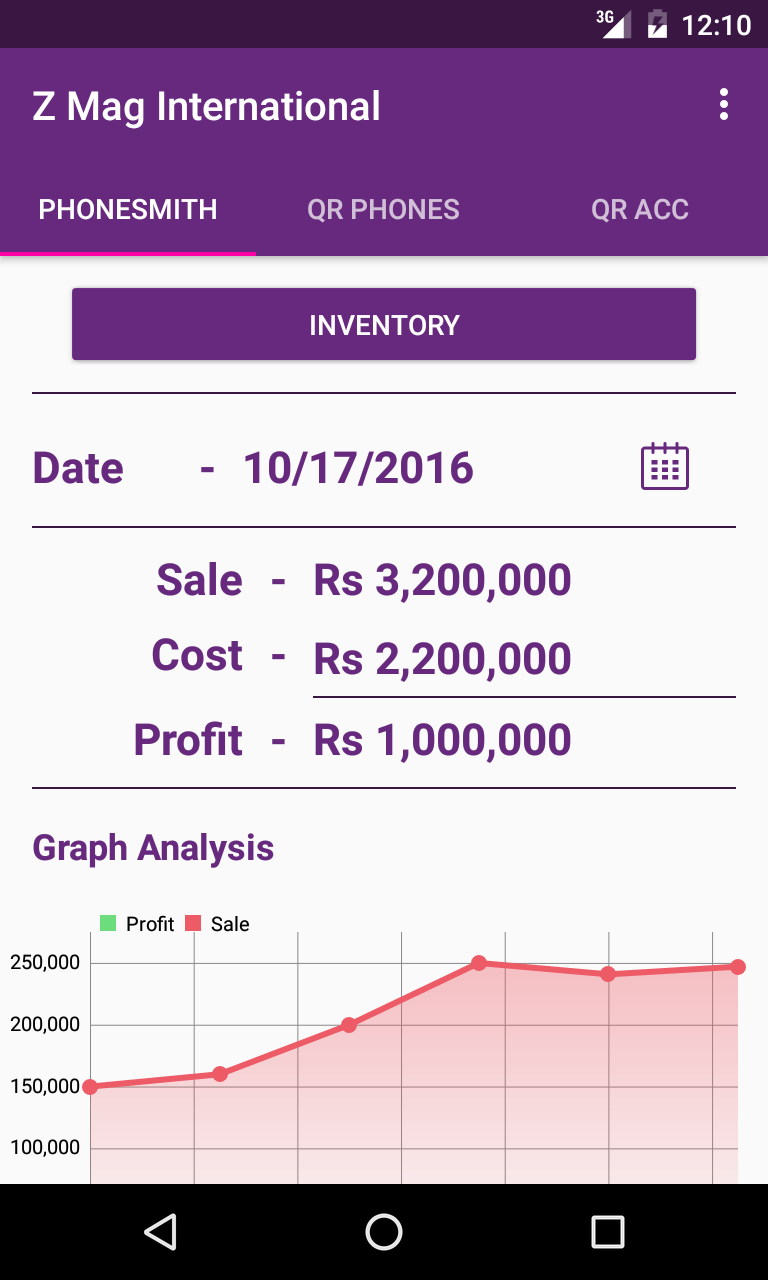 3G 12:10
Z Mag International
PHONESMITH QR PHONES QR ACC
INVENTORY
Date - 10/17/2016
Sale - Rs 3,200,000
Cost - Rs 2,200,000
Profit - Rs 1,000,000
Graph Analysis
Profit Sale
250,000
200,000
150,000
100,000